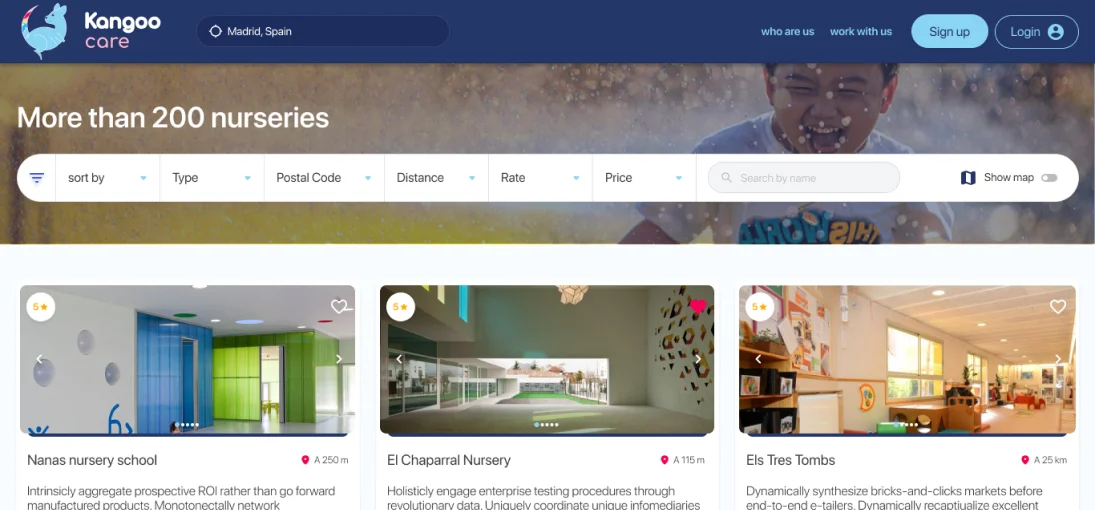 Kangoo
care
Madrid, Spain
who are us
work with us
Sign up
Login
More than 200 nurseries
sort by
Type
Postal Code
Distance
Rate
Price
Search by name
Show map
5
5
5
Nanas nursery school
A 250 m
El Chaparral Nursery
A 115 m
Els Tres Tombs
A 25 km
Intrinsicly aggregate prospective ROI rather than go forward
manufactured products. Monotonectally network
Holisticly engage enterprise testing procedures through
revolutionary data. Uniquely coordinate unique infomediaries
Dynamically synthesize bricks-and-clicks markets before
end-to-end e-tailers. Dynamically recaptiualize excellent